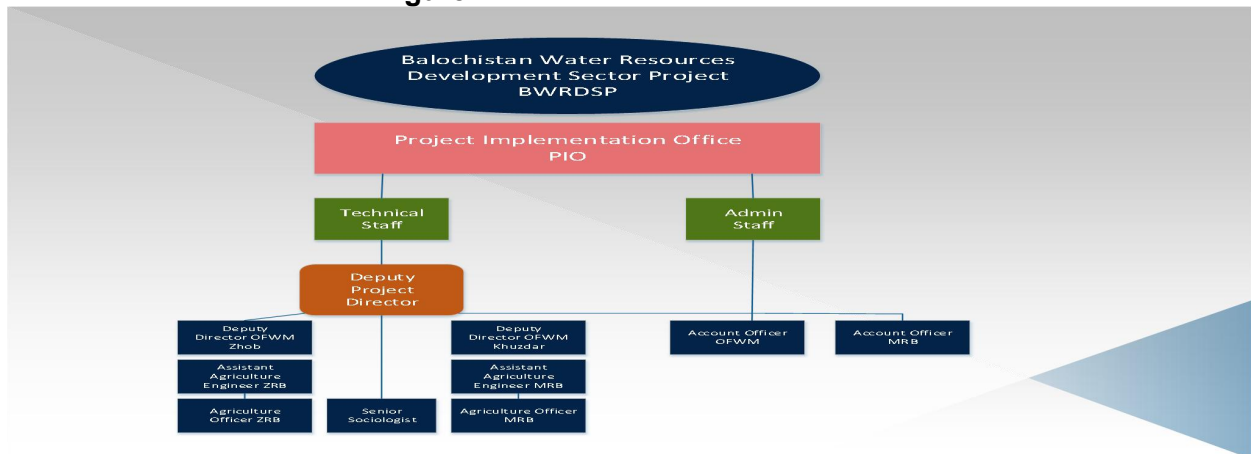 Balochistan Water Resources
Development Sector Project
BWRDSP
Project Implementation Office
PIO
Technical
Staff
Admin
Staff
Deputy
Project
Director
Deputy
Director OFWM
Zhob
Deputy
Director OFWM
Khuzdar
Account Officer
OFWM
Account Officer
MRB
Assistant
Agriculture
Engineer ZRB
Assistant
Agriculture
Engineer MRB
Agriculture
Officer ZRB
Senior
Sociologist
Agriculture Officer
MRB